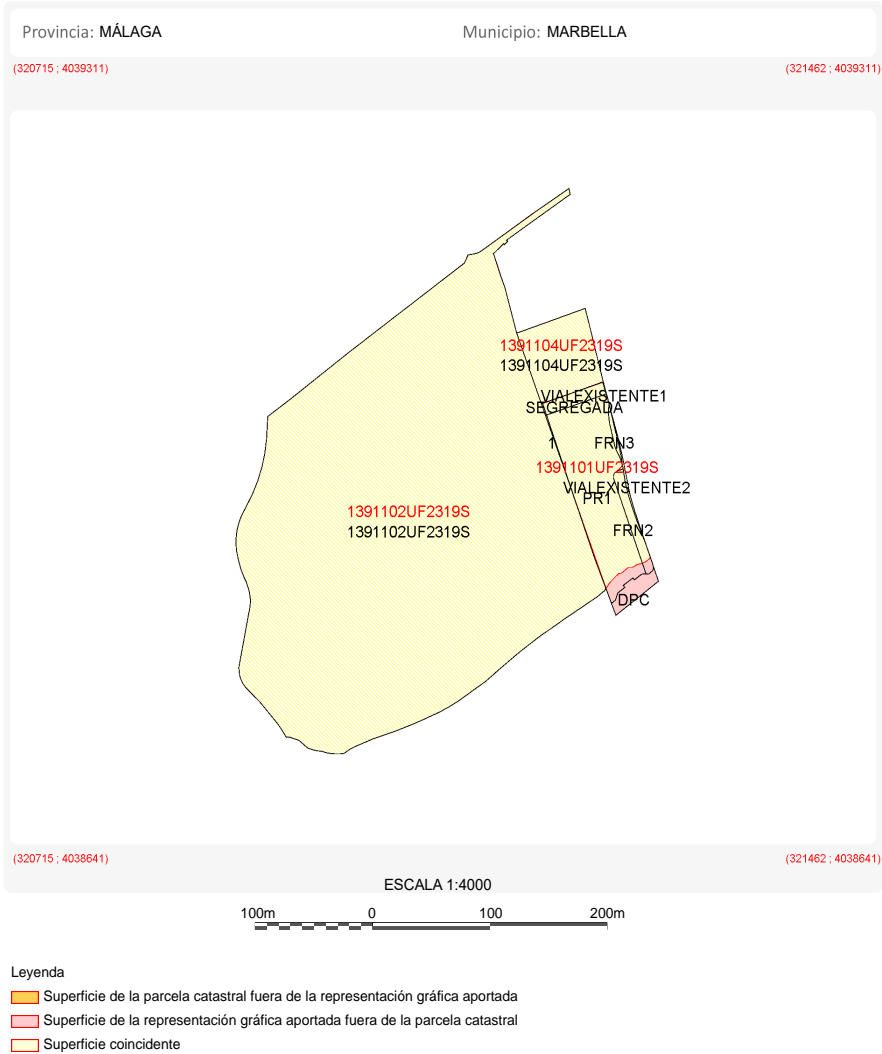 Provincia: MÁLAGA Municipio: MARBELLA
(320715 ; 4039311) (321462 ; 4039311)
1391104UF2319S
1391104UF2319S
VIALEXISTENTE1
SEGREGADA
1 FRN3
1391101UF2319S
VIALEXISTENTE2
PR1
1391102UF2319S
1391102UF2319S
FRN2
DPC
(320715 ; 4038641) (321462 ; 4038641)
ESCALA 1:4000
100m 0 100 200m
Leyenda
Superficie de la parcela catastral fuera de la representación gráfica aportada
Superficie de la representación gráfica aportada fuera de la parcela catastral
Superficie coincidente